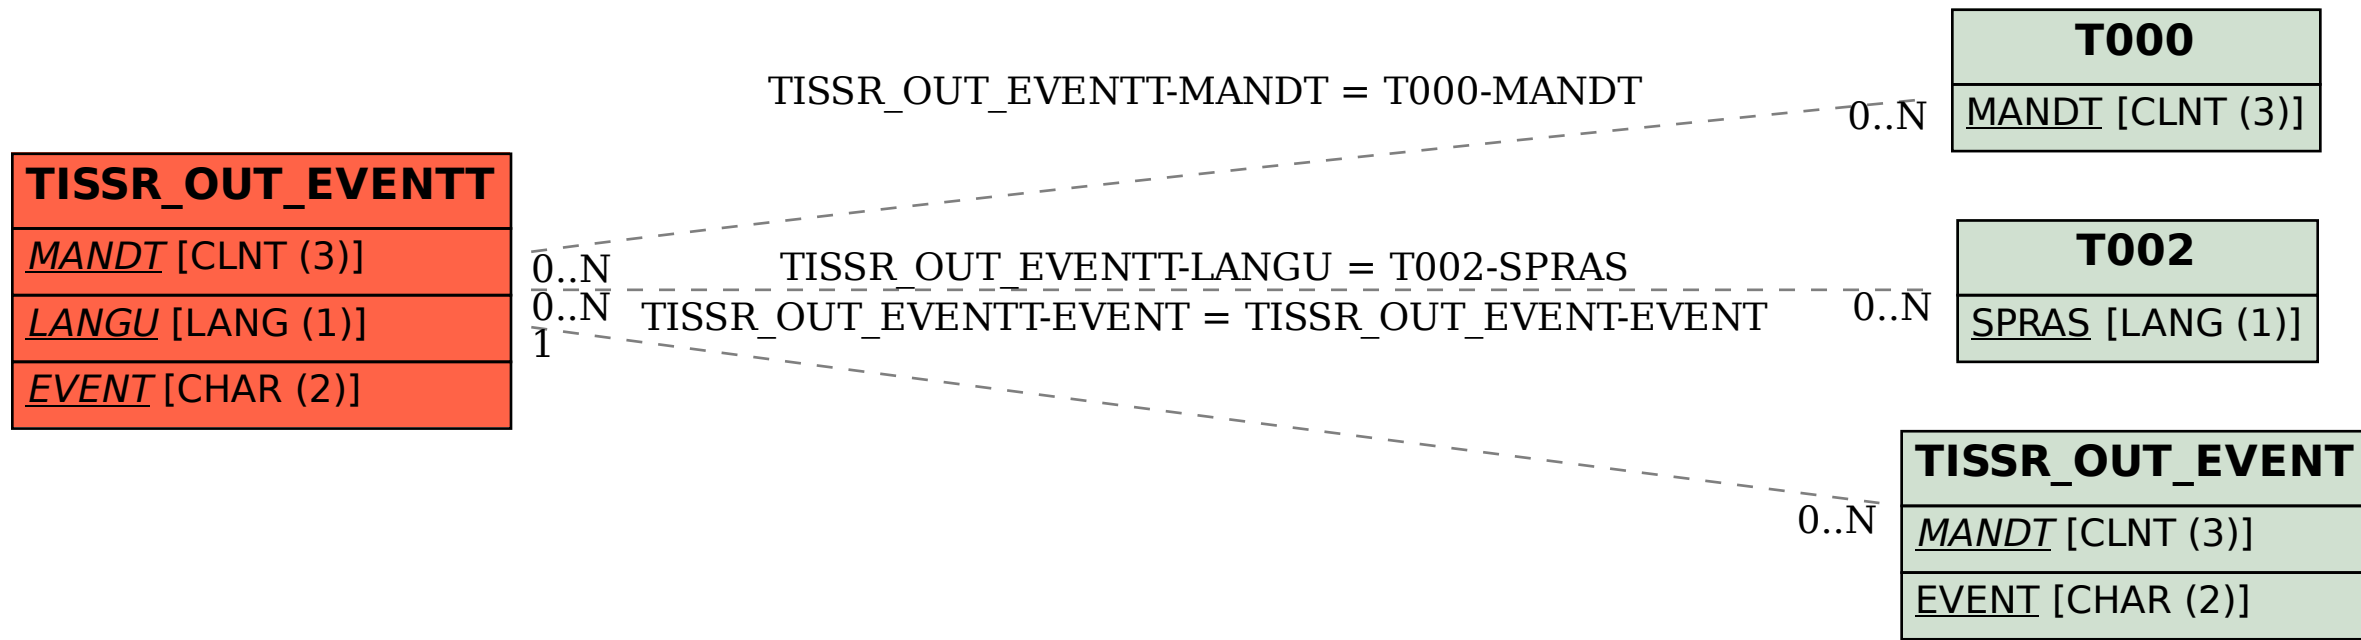 TISSR_OUT_EVENTT
MANDT [CLNT (3)]
LANGU [LANG (1)]
EVENT [CHAR (2)]
TISSR_OUT_EVENTT-MANDT = T000-MANDT
0..N
0..N
TISSR_OUT_EVENTT-LANGU = T002-SPRAS
0..N
0..N
TISSR_OUT_EVENTT-EVENT = TISSR_OUT_EVENT-EVENT
1
0..N
T000
MANDT [CLNT (3)]
T002
SPRAS [LANG (1)]
TISSR_OUT_EVENT
MANDT [CLNT (3)]
EVENT [CHAR (2)]